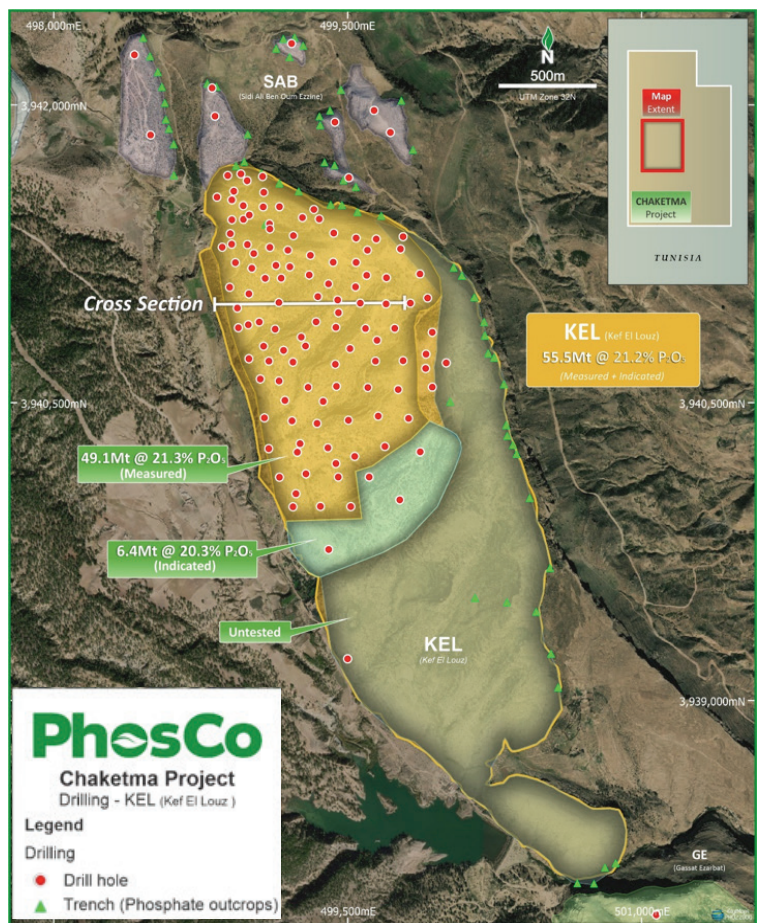 498,000mE
499,500mE
SAB
(Sidi Ali Ben Oum Ezzine)
N
500m
UTM Zone 32N
3,942,000mN
Map
Extent
CHAKETMA
Project
TUNISIA
Cross Section
KEL (Kef El Louz)
55.5Mt @ 21.2% P₂O₅
(Measured + Indicated)
3,940,500mN
3,940,500mN
49.1Mt @ 21.3% P₂O₅
(Measured)
6.4Mt @ 20.3% P₂O₅
(Indicated)
Untested
KEL
(Kef El Louz)
3,939,000mN
PhosCo
Chaketma Project
Drilling - KEL (Kef El Louz )
Legend
Drilling
Drill hole
Trench (Phosphate outcrops)
GE
(Gassat Ezerbat)
499,500mE
501,000mE